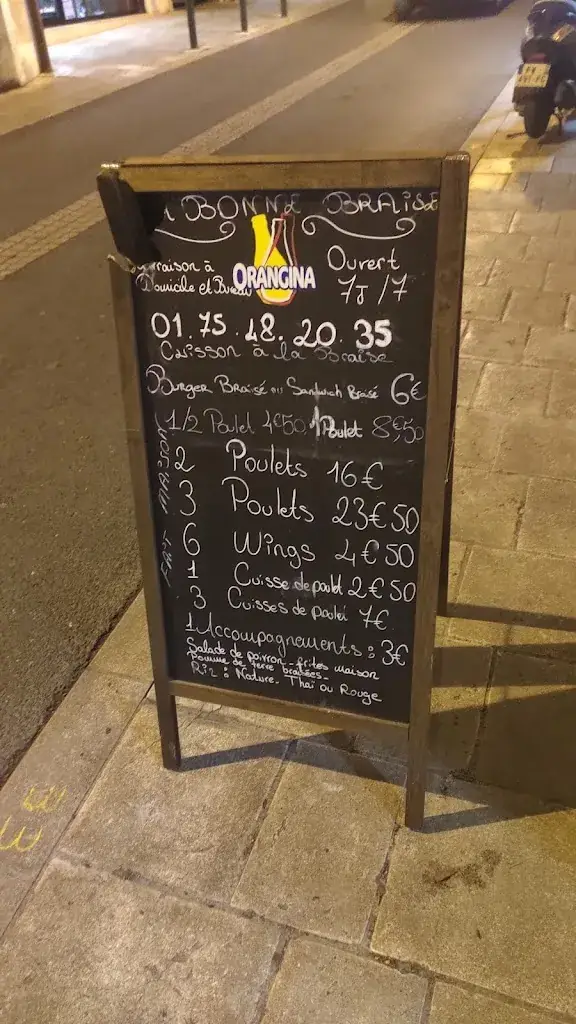 BONNE BRAISE
Livraison à
Domicile et Bureau
ORANGINA
Ouvert
7J/7
01.75.48.20.35
Cuisson à la Braise
Burger Braisé ou Sandwich Braisé 6€
1/2 Poulet 4€50 1 Poulet 8€50
2 Poulets 16€
3 Poulets 23€50
6 Wings 4€50
1 Cuisse de poulet 2€50
3 Cuisses de poulet 7€
1 Accompagnements : 3€
Salade de poivron - frites maison
Pomme de terre braisées -
Riz : Nature - Thaï ou Rouge
FAIT MAISON